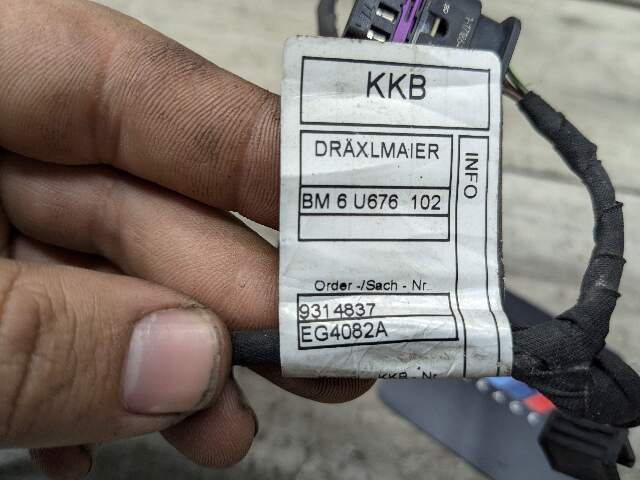 KKB
DRÄXLMAIER
BM 6 U676 102
INFO
Order -/Sach - Nr.
9314837
EG4082A
KKB - Nr